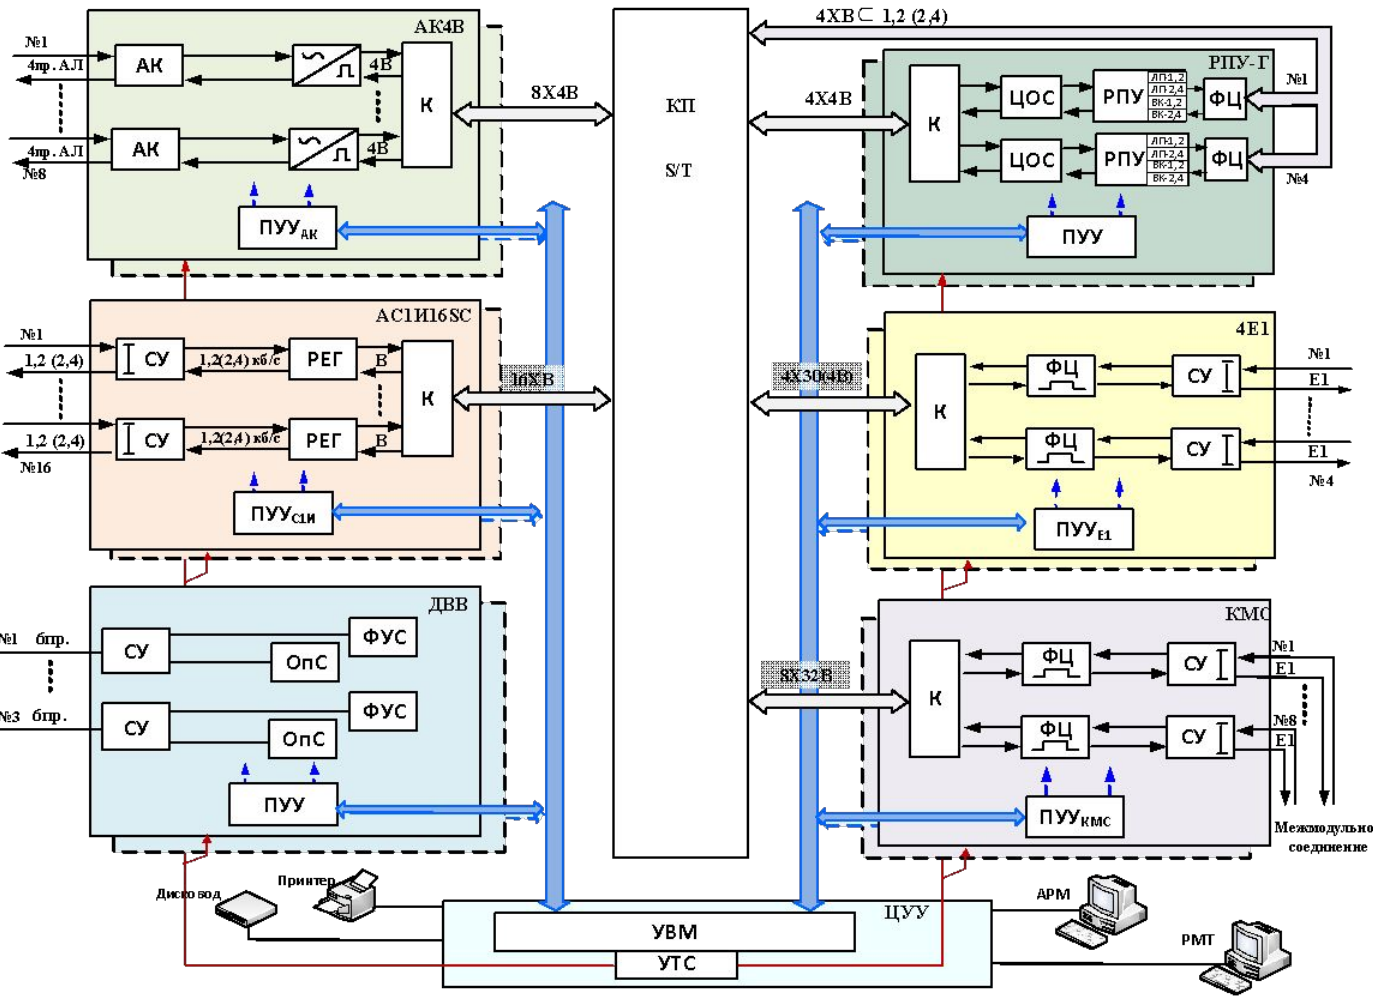 АК4В
№1
4пр. АЛ
АК
4В
АК
4В
4пр. АЛ
№8
К
8Х4В
ПУУАК
АС1И16SC
№1
1,2 (2,4)
СУ
1,2(2,4) кб/с
РЕГ
В
К
16ХВ
1,2 (2,4)
№16
СУ
1,2(2,4) кб/с
РЕГ
В
ПУУС1И
ДВВ
№1 бпр.
СУ
ФУС
ОпС
№3 бпр.
СУ
ФУС
ОпС
ПУУ
КП
S/T
4ХВ⊂ 1,2 (2,4)
РПУ-Г
№1
4Х4В
К
ЦОС
РПУ
ЛП-1,2
ЛП-2,4
ВК-1,2
ВК-2,4
ФЦ
ЦОС
РПУ
ЛП-1,2
ЛП-2,4
ВК-1,2
ВК-2,4
ФЦ
№4
ПУУ
4Е1
№1
Е1
4Х30(4В)
К
ФЦ
СУ
ФЦ
СУ
Е1
№4
ПУУЕ1
КМС
№1
Е1
8Х32В
К
ФЦ
СУ
ФЦ
СУ
№8
Е1
ПУУКМС
Межмодульно
соединение
Дисковод
Принтер
ЦУУ
УВМ
УТС
АРМ
РМТ